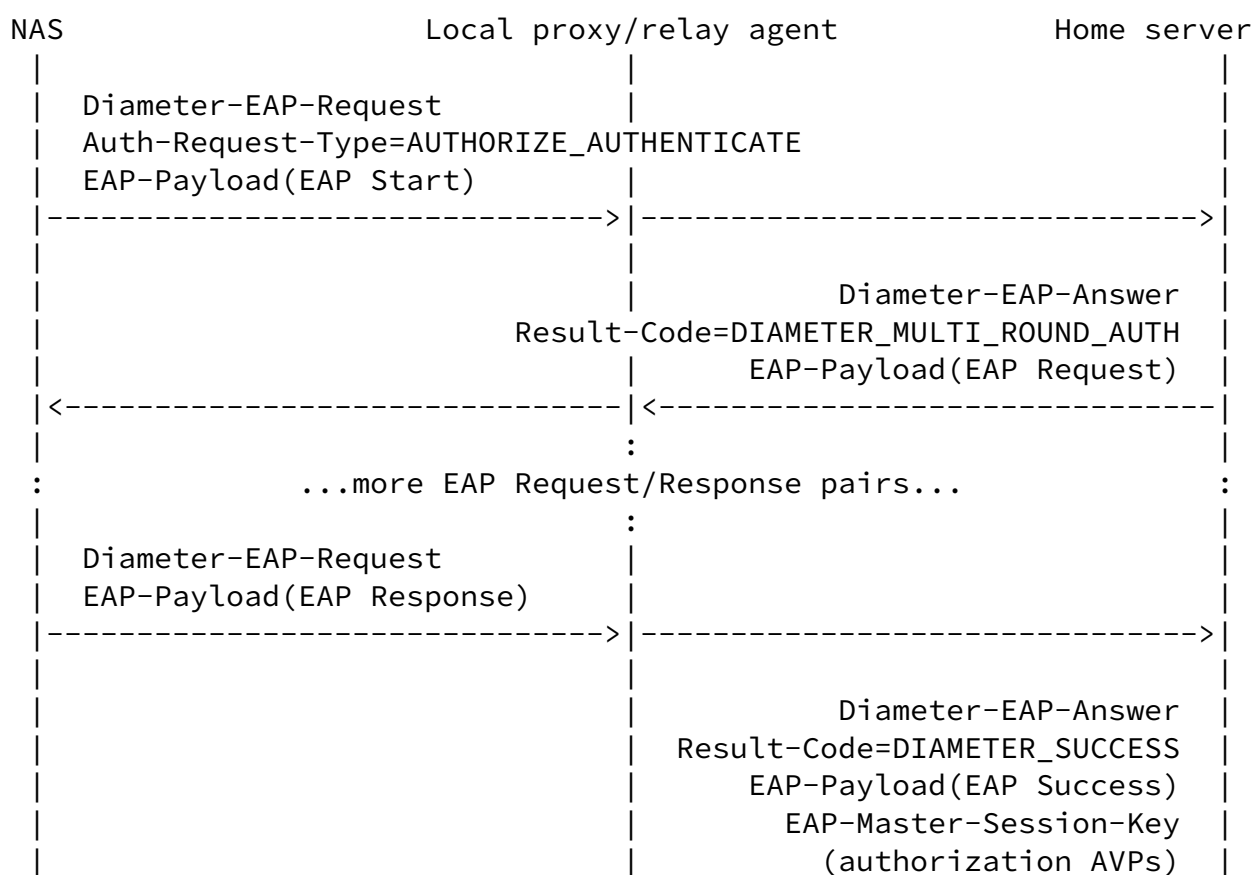 NAS Local proxy/relay agent Home server
Diameter-EAP-Request
Auth-Request-Type=AUTHORIZE_AUTHENTICATE
EAP-Payload(EAP Start)
Diameter-EAP-Answer
Result-Code=DIAMETER_MULTI_ROUND_AUTH
EAP-Payload(EAP Request)
...more EAP Request/Response pairs...
Diameter-EAP-Request
EAP-Payload(EAP Response)
Diameter-EAP-Answer
Result-Code=DIAMETER_SUCCESS
EAP-Payload(EAP Success)
EAP-Master-Session-Key
(authorization AVPs)